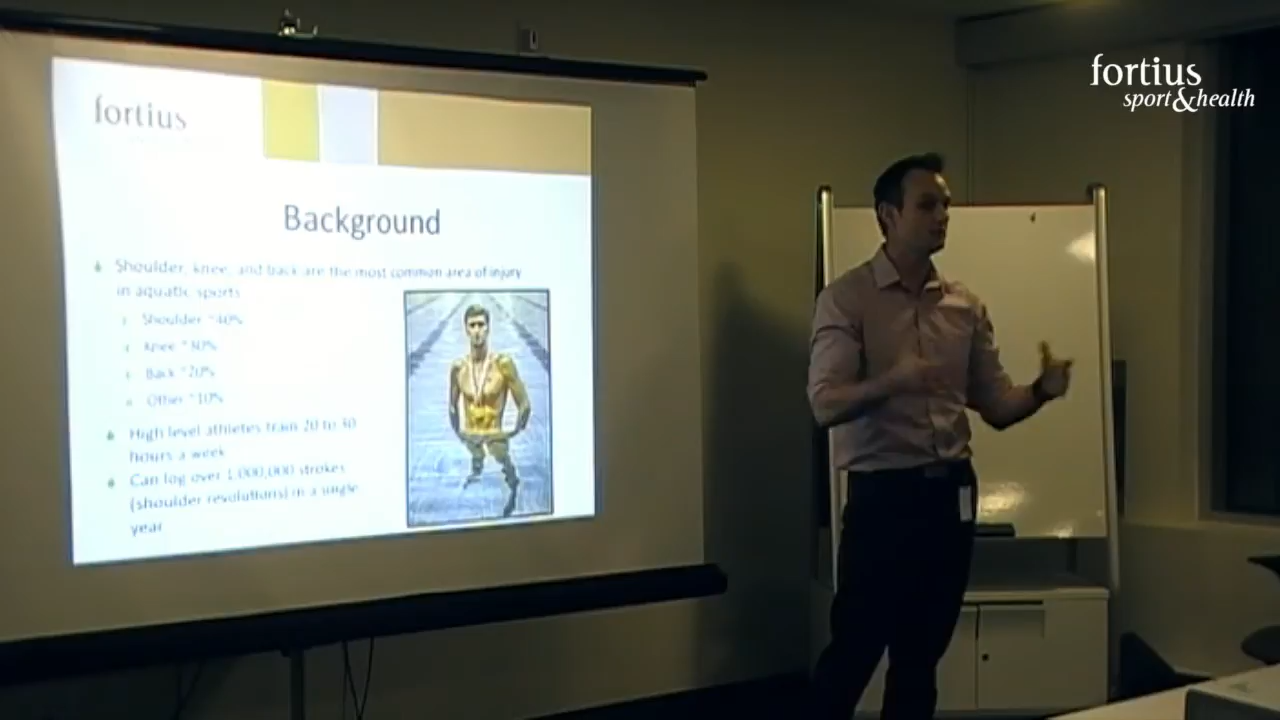 fortius
sport&health
fortius
Background
Shoulder, knee, and back are the most common area of injury
in aquatic sports
Shoulder ~40%
Knee ~30%
Back ~20%
Other ~10%
High level athletes train 20 to 30
hours a week
Can log over 1,000,000 strokes
(shoulder revolutions) in a single
year